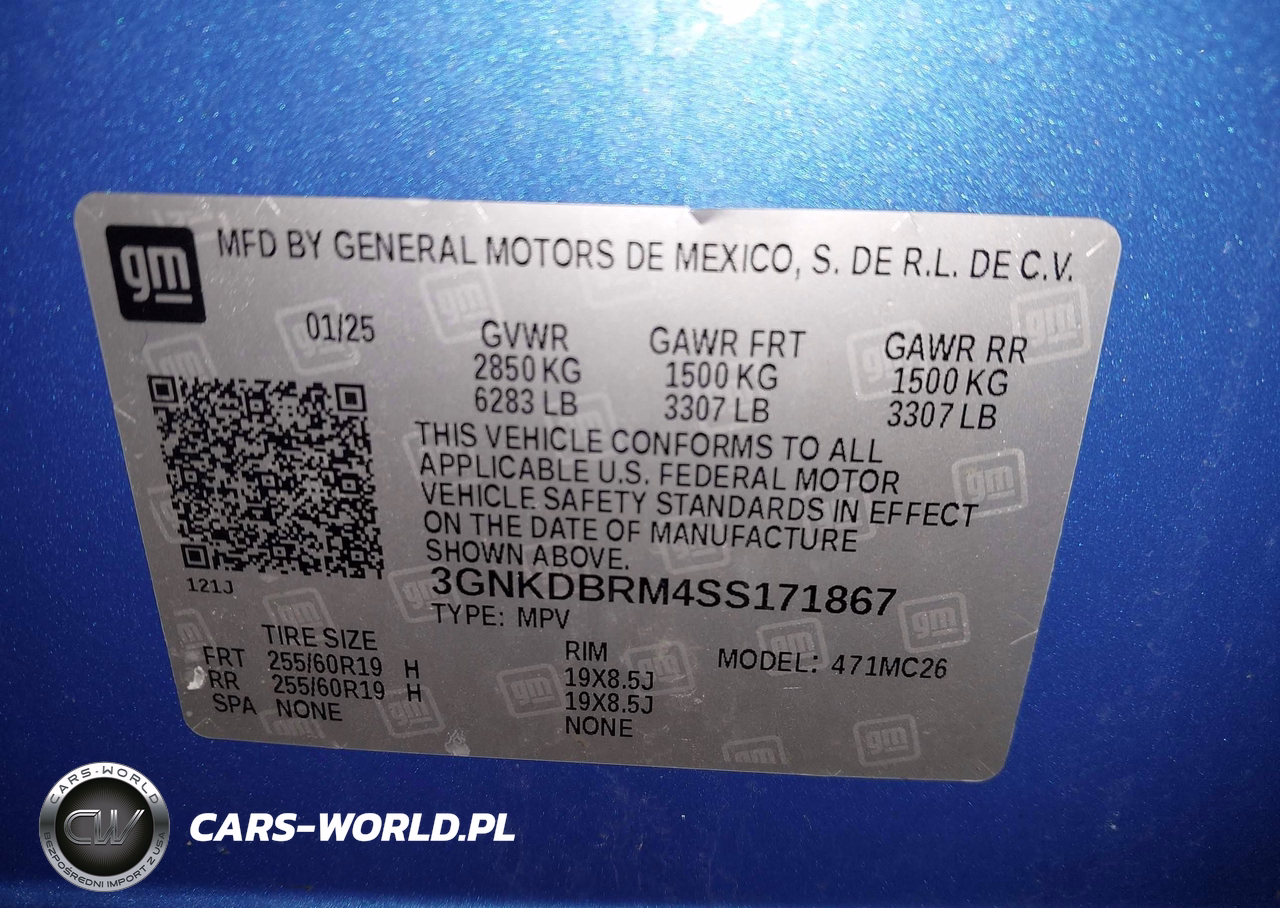 gm MFD BY GENERAL MOTORS DE MEXICO, S. DE R.L. DE C.V.
01/25 GVWR GAWR FRT GAWR RR
2850 KG 1500 KG 1500 KG
6283 LB 3307 LB 3307 LB
THIS VEHICLE CONFORMS TO ALL
APPLICABLE U.S. FEDERAL MOTOR
VEHICLE SAFETY STANDARDS IN EFFECT
ON THE DATE OF MANUFACTURE
SHOWN ABOVE.
121J
3GNKDBRM4SS171867
TYPE: MPV
TIRE SIZE RIM MODEL: 471MC26
FRT 255/60R19 H 19X8.5J
RR 255/60R19 H 19X8.5J
SPA NONE NONE
CARS-WORLD
CW
BEZPOŚREDNI IMPORT Z USA
CARS-WORLD.PL